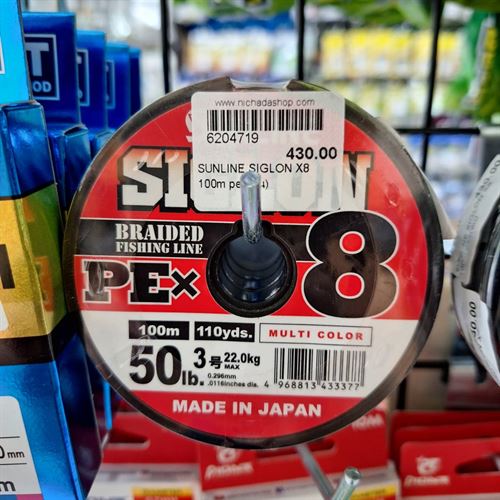 www.nichadashop.com
6204719
430.00
SUNLINE SIGLON X8
100m pe
SIGLON
BRAIDED
FISHING LINE
PE×8
100m 110yds. MULTI COLOR
50lb. 3号 22.0kg MAX
0.296mm
.0116inches dia.
4 968813 433377
MADE IN JAPAN